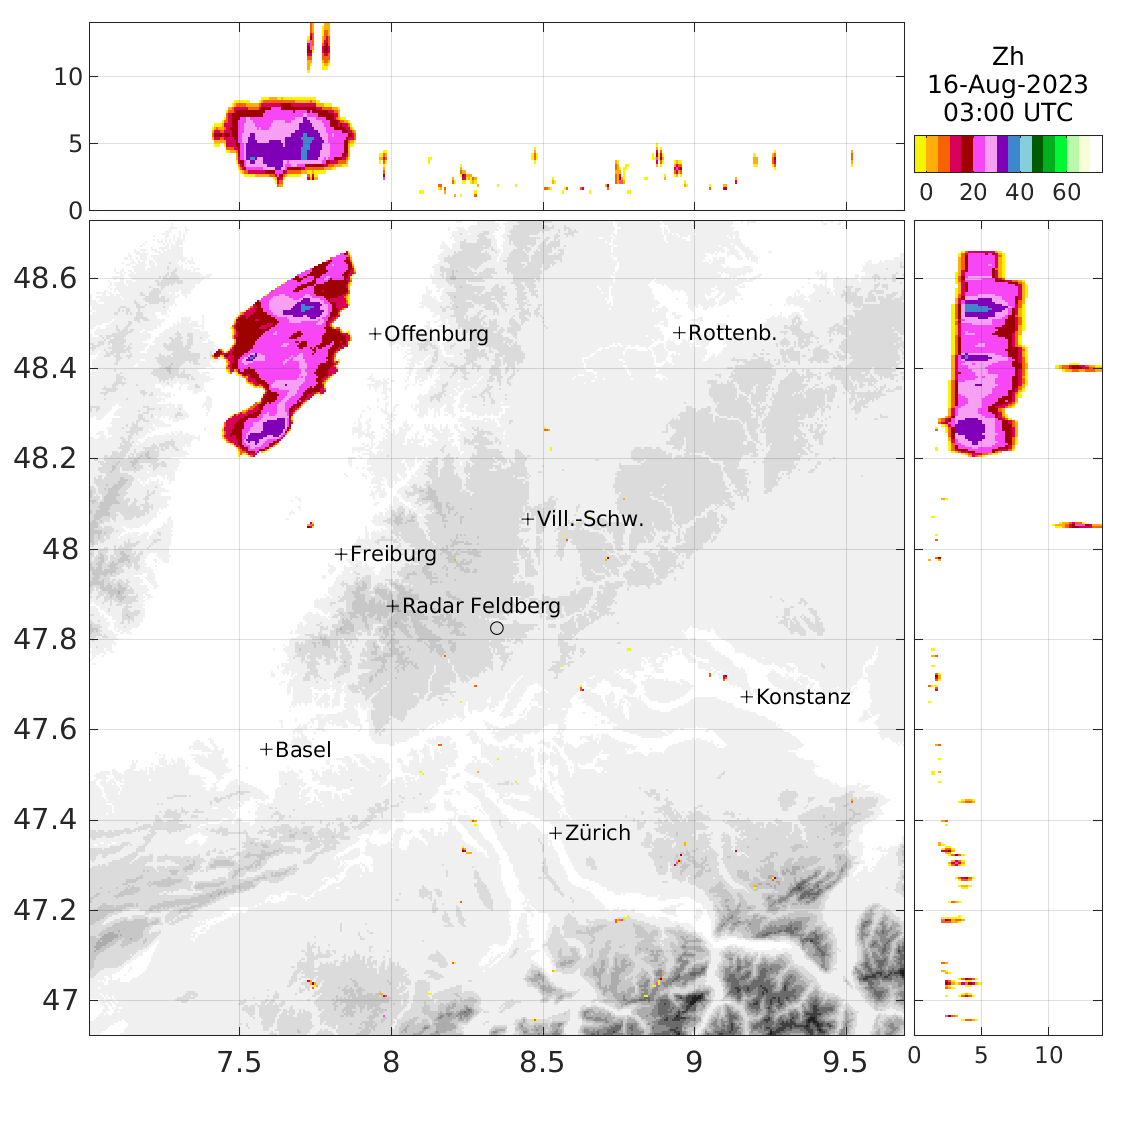 10
5
0
Zh
16-Aug-2023
03:00 UTC
0 20 40 60
48.6
48.4
48.2
48
47.8
47.6
47.4
47.2
47
+Offenburg
+Rottenb.
+Vill.-Schw.
+Freiburg
+Radar Feldberg
+Konstanz
+Basel
+Zürich
7.5 8 8.5 9 9.5
0 5 10